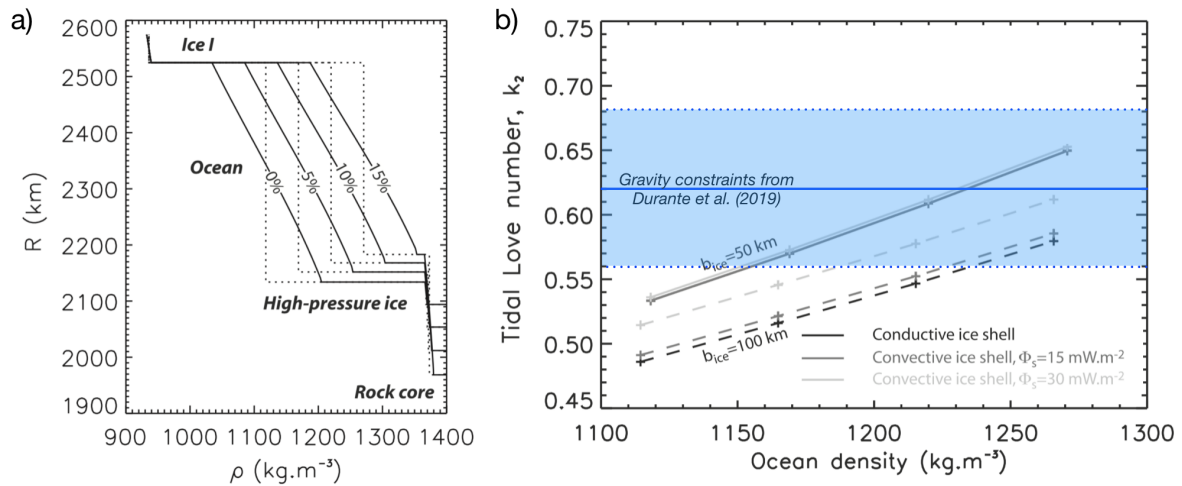 a)
2600
2500
2400
2300
2200
2100
2000
1900
R (km)
Ice I
Ocean
0%
5%
10%
15%
High-pressure ice
Rock core
900 1000 1100 1200 1300 1400
ρ (kg.m⁻³)
b)
0.75
0.70
0.65
0.60
0.55
0.50
0.45
Tidal Love number, k₂
Gravity constraints from
Durante et al. (2019)
b_ice=50 km
b_ice=100 km
Conductive ice shell
Convective ice shell, Φₛ=15 mW.m⁻²
Convective ice shell, Φₛ=30 mW.m⁻²
1100 1150 1200 1250 1300
Ocean density (kg.m⁻³)